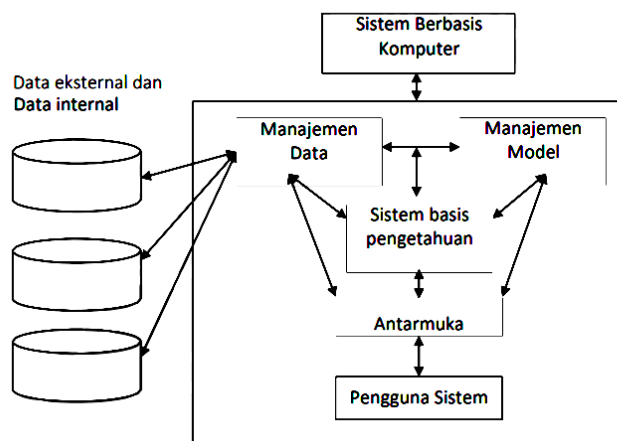 Sistem Berbasis
Komputer
Data eksternal dan
Data internal
Manajemen
Data
Manajemen
Model
Sistem basis
pengetahuan
Antarmuka
Pengguna Sistem